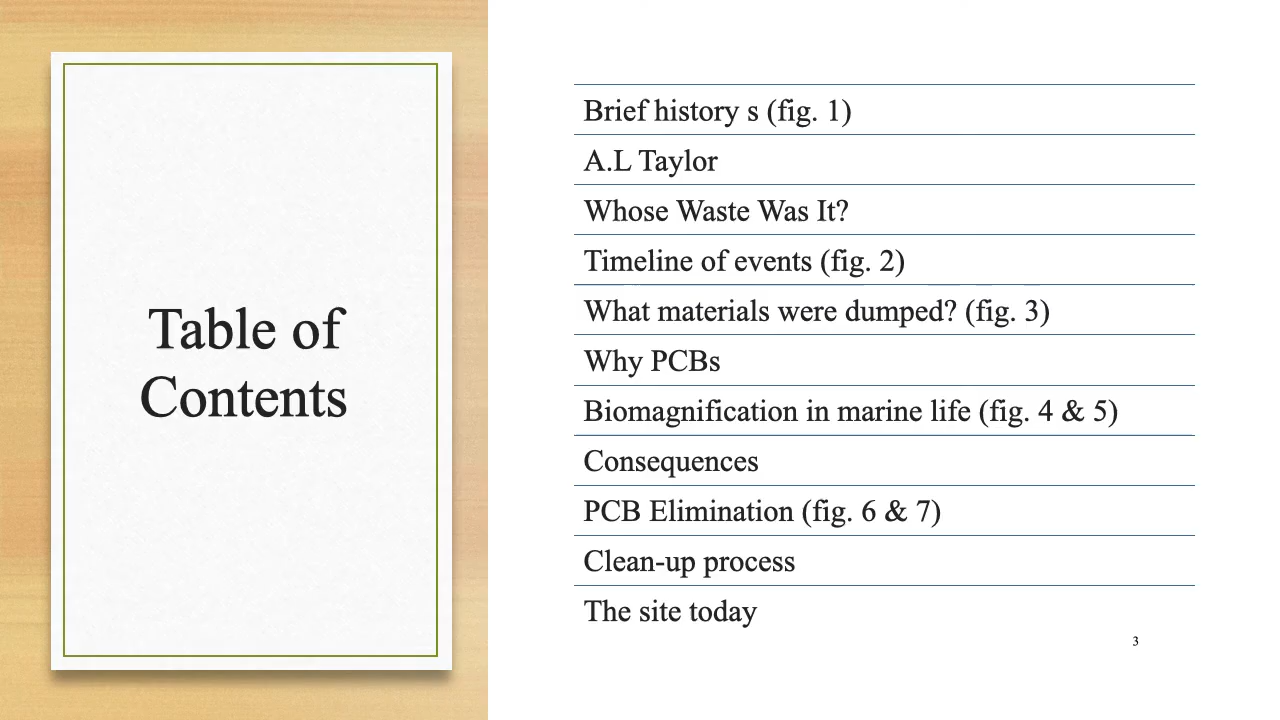 Table of
Contents
Brief history s (fig. 1)
A.L Taylor
Whose Waste Was It?
Timeline of events (fig. 2)
What materials were dumped? (fig. 3)
Why PCBs
Biomagnification in marine life (fig. 4 & 5)
Consequences
PCB Elimination (fig. 6 & 7)
Clean-up process
The site today
3